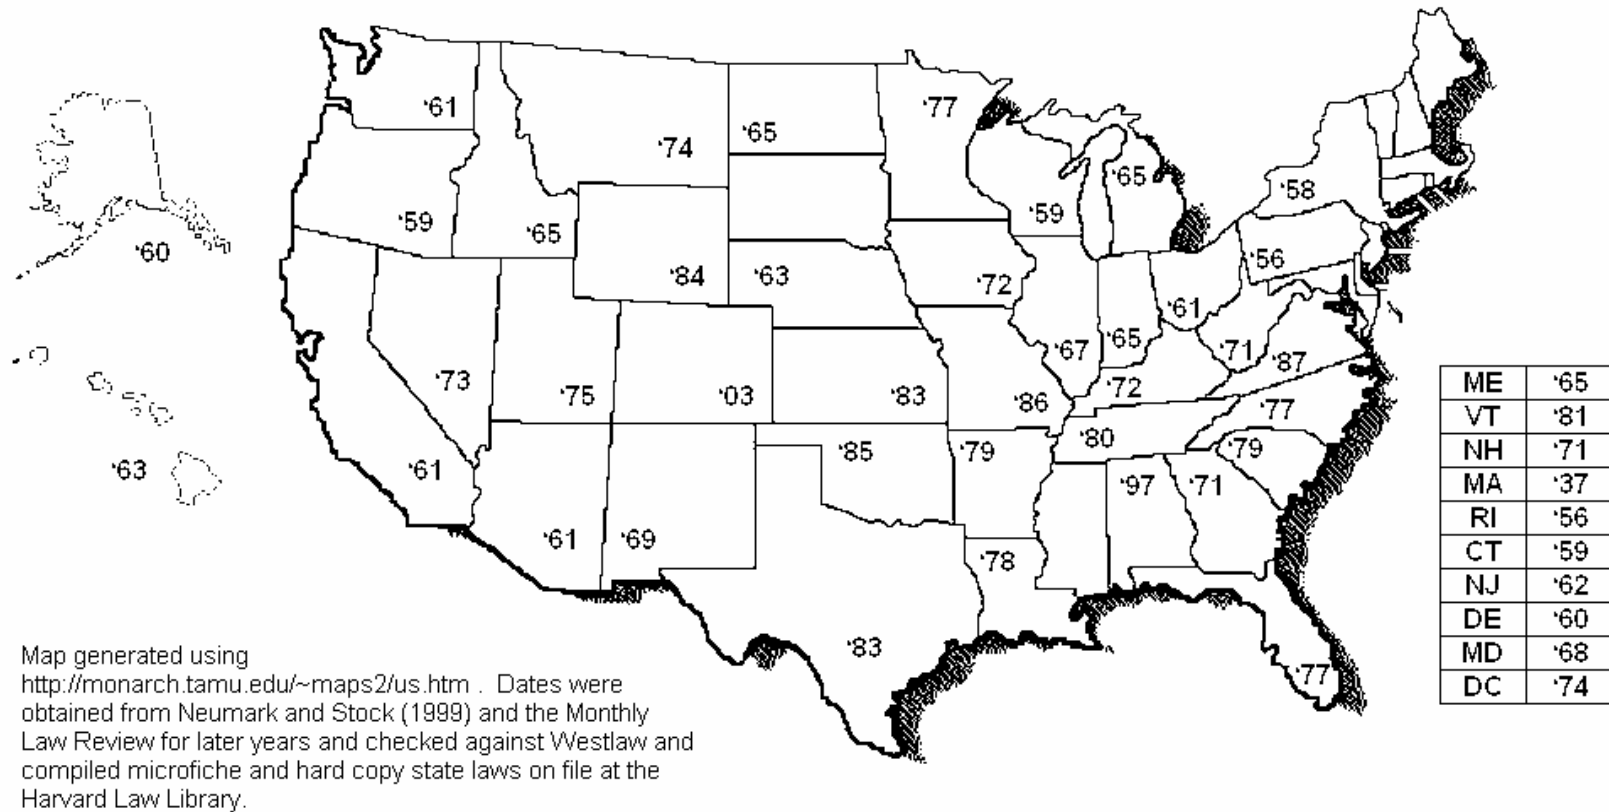 ‘61
‘74
‘65
‘77
‘65
‘58
‘59
‘65
‘59
‘60
‘84
‘63
‘72
‘56
‘61
‘67
‘65
‘71
‘87
‘73
‘75
‘03
‘83
‘86
‘72
‘77
‘80
‘79
‘61
‘85
‘79
‘97
‘71
‘63
‘61
‘69
‘78
‘83
‘77
ME ‘65
VT ‘81
NH ‘71
MA ‘37
RI ‘56
CT ‘59
NJ ‘62
DE ‘60
MD ‘68
DC ‘74
Map generated using
http://monarch.tamu.edu/~maps2/us.htm . Dates were
obtained from Neumark and Stock (1999) and the Monthly
Law Review for later years and checked against Westlaw and
compiled microfiche and hard copy state laws on file at the
Harvard Law Library.